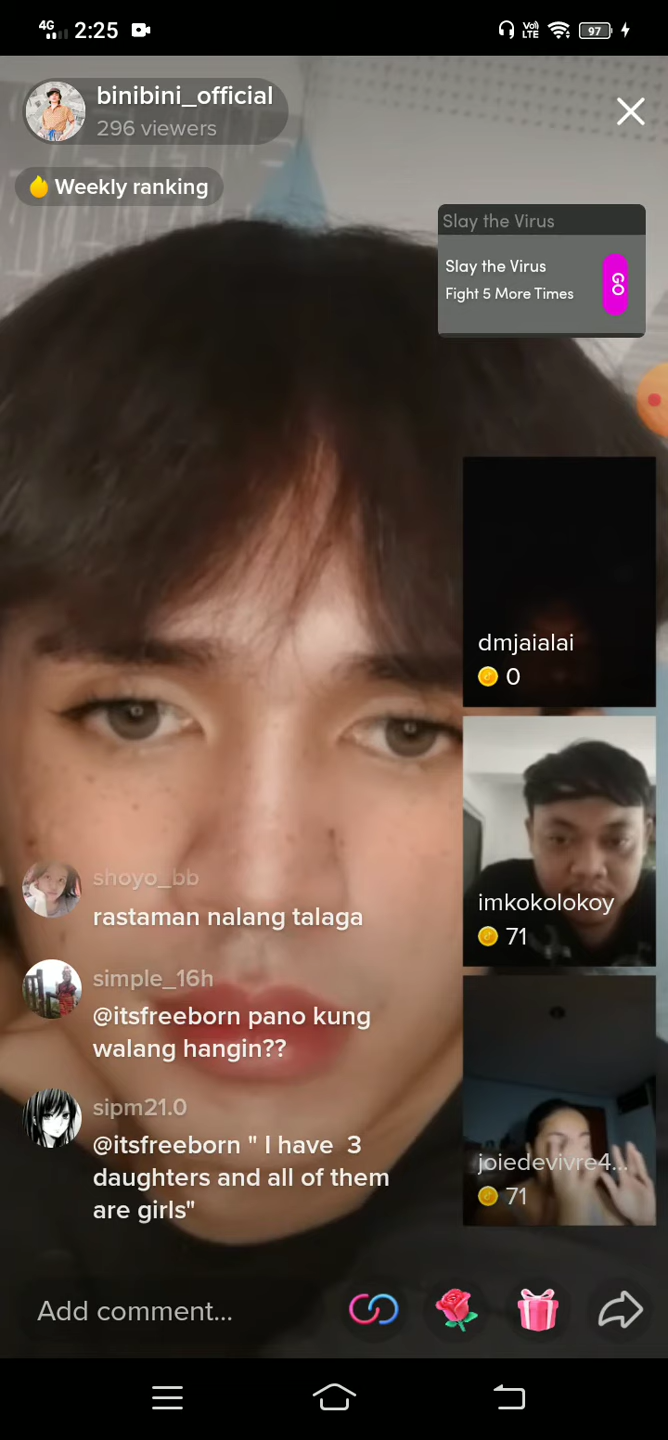 4G 2:25 Vo) LTE 97
binibini_official
296 viewers
Weekly ranking
Slay the Virus
Slay the Virus
Fight 5 More Times
GO
dmjaialai
0
imkokolokoy
71
joiedevivre4...
71
shoyo_bb
rastaman nalang talaga
simple_16h
@itsfreeborn pano kung
walang hangin??
sipm21.0
@itsfreeborn " I have 3
daughters and all of them
are girls"
Add comment...